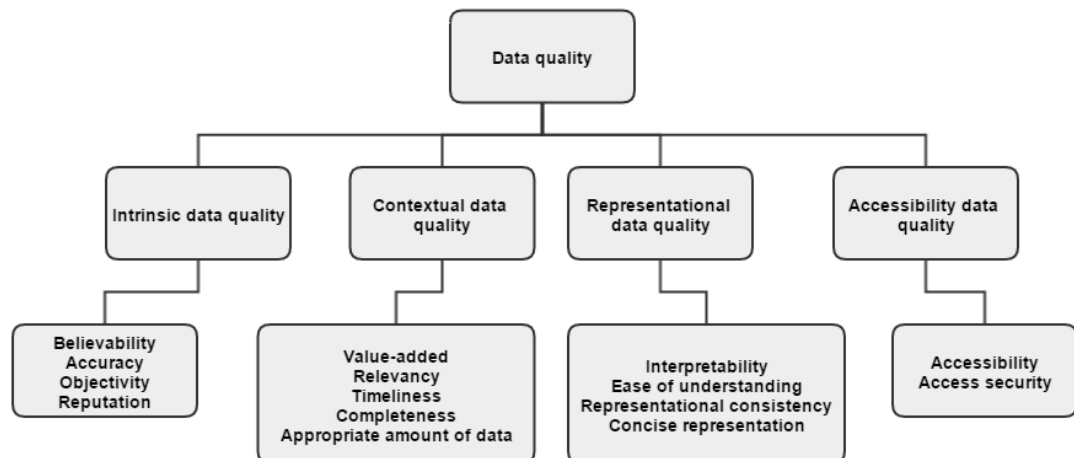 Data quality
Intrinsic data quality
Contextual data
quality
Representational
data quality
Accessibility data
quality
Believability
Accuracy
Objectivity
Reputation
Value-added
Relevancy
Timeliness
Completeness
Appropriate amount of data
Interpretability
Ease of understanding
Representational consistency
Concise representation
Accessibility
Access security